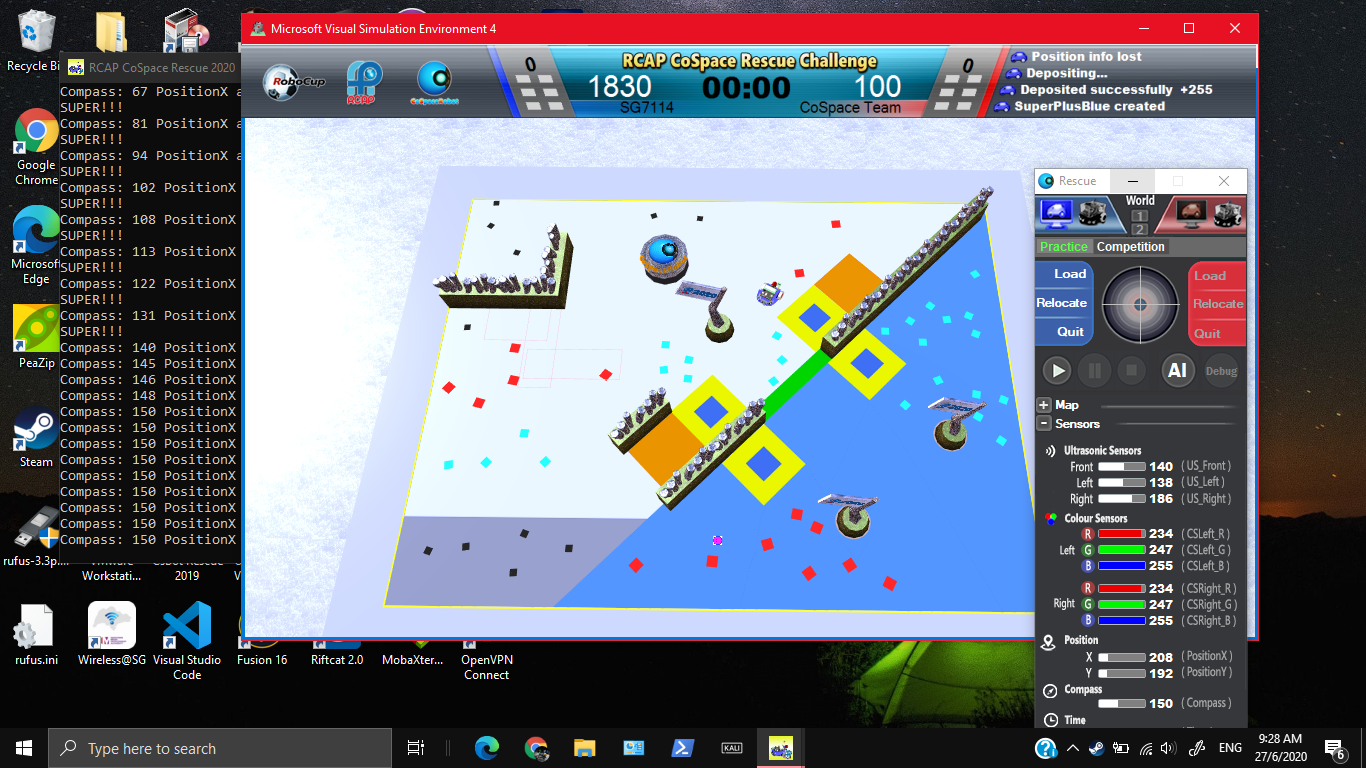 Microsoft Visual Simulation Environment 4
RCAP CoSpace Rescue 2020
Recycle Bi
Google
Chrome
Microsof
Edge
PeaZip
Steam
rufus-3.3p....
rufus.ini
Wireless@SG
Visual Studio
Code
Fusion 16
Riftcat 2.0
MobaXter...
OpenVPN
Connect
Workstati...
2019
Compass: 67 PositionX a
SUPER!!!
Compass: 81 PositionX a
SUPER!!!
Compass: 94 PositionX a
SUPER!!!
Compass: 102 PositionX
SUPER!!!
Compass: 108 PositionX
SUPER!!!
Compass: 113 PositionX
SUPER!!!
Compass: 122 PositionX
SUPER!!!
Compass: 131 PositionX
SUPER!!!
Compass: 140 PositionX
Compass: 145 PositionX
Compass: 146 PositionX
Compass: 148 PositionX
Compass: 150 PositionX
Compass: 150 PositionX
Compass: 150 PositionX
Compass: 150 PositionX
Compass: 150 PositionX
Compass: 150 PositionX
Compass: 150 PositionX
Compass: 150 PositionX
Compass: 150 PositionX
RoboCup
RCAP
CoSpaceRobot
0
RCAP CoSpace Rescue Challenge
1830 00:00 100
SG7114 CoSpace Team
0
Position info lost
Depositing...
Deposited successfully +255
SuperPlusBlue created
Rescue
World
1
2
Practice Competition
Load
Relocate
Quit
Load
Relocate
Quit
AI
Debug
Map
Sensors
Ultrasonic Sensors
Front 140 ( US_Front )
Left 138 ( US_Left )
Right 186 ( US_Right )
Colour Sensors
R 234 ( CSLeft_R )
Left G 247 ( CSLeft_G )
B 255 ( CSLeft_B )
R 234 ( CSRight_R )
Right G 247 ( CSRight_G )
B 255 ( CSRight_B )
Position
X 208 ( PositionX )
Y 192 ( PositionY )
Compass
150 ( Compass )
Time
Type here to search
KALI
ENG
9:28 AM
27/6/2020
6